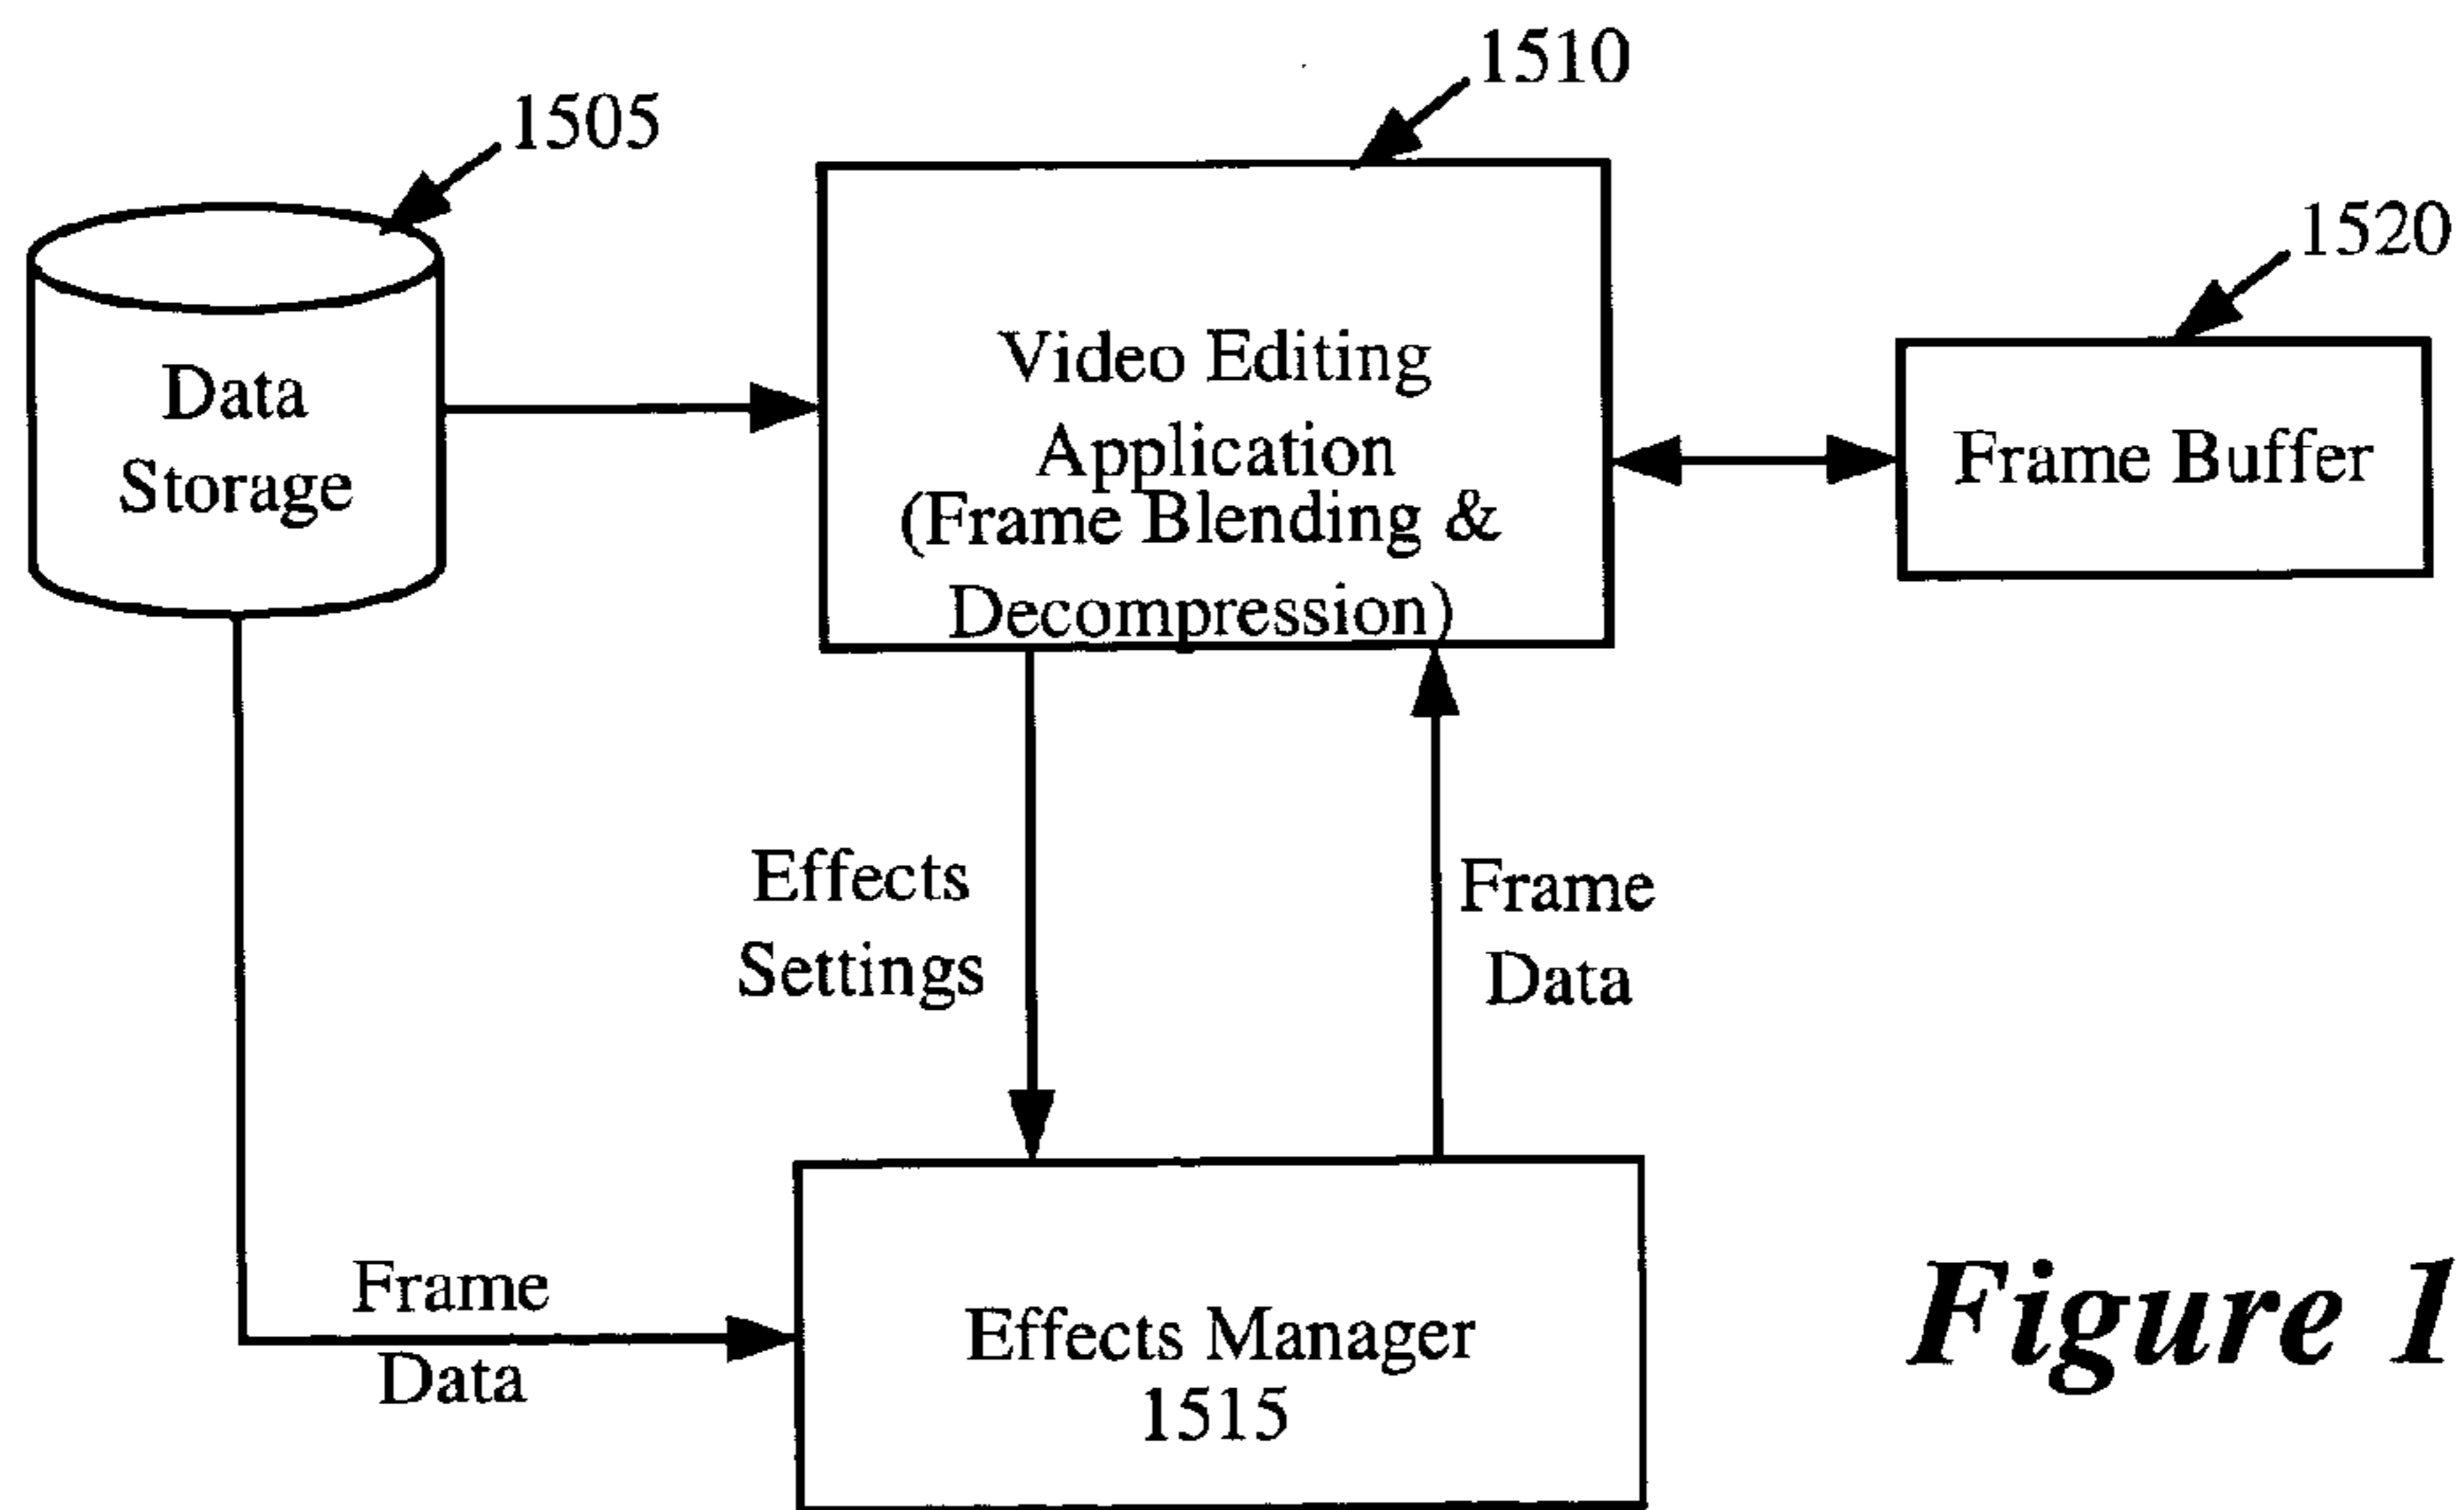 1510
1505
1520
Data
Storage
Video Editing
Application
(Frame Blending &
Decompression)
Frame Buffer
Effects
Settings
Frame
Data
Frame
Data
Effects Manager
1515
Figure 1